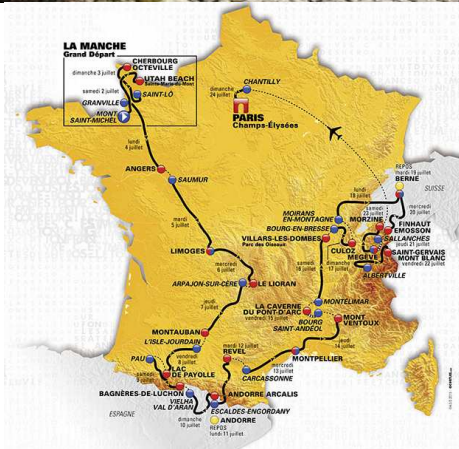 LA MANCHE
Grand Départ
CHERBOURG
OCTEVILLE
dimanche 3 juillet
UTAH BEACH
Sainte-Marie-du-Mont
samedi 2 juillet
SAINT-LÔ
GRANVILLE
MONT
SAINT-MICHEL
CHANTILLY
dimanche
24 juillet
PARIS
Champs-Élysées
lundi
4 juillet
ANGERS
SAUMUR
REPOS
mardi 19 juillet
BERNE
SUISSE
lundi
18 juillet
mercredi
20 juillet
MOIRANS
EN-MONTAGNE
samedi
23 juillet
MORZINE
BOURG-EN-BRESSE
FINHAUT
EMOSSON
VILLARS-LES-DOMBES
Parc des Oiseaux
SALLANCHES
jeudi 21 juillet
CULOZ
MEGÈVE
SAINT-GERVAIS
MONT BLANC
vendredi 22 juillet
mardi
5 juillet
LIMOGES
samedi
16 juillet
dimanche
17 juillet
ALBERTVILLE
mercredi
6 juillet
ARPAJON-SUR-CÈRE
LE LIORAN
MONTÉLIMAR
LA CAVERNE
DU PONT-D'ARC
vendredi 15 juillet
jeudi
7 juillet
BOURG
SAINT-ANDÉOL
MONT
VENTOUX
MONTAUBAN
L'ISLE-JOURDAIN
mardi 12 juillet
REVEL
jeudi
14 juillet
MONTPELLIER
PAU
vendredi
8 juillet
mercredi
13 juillet
samedi
LAC
DE PAYOLLE
CARCASSONNE
BAGNÈRES-DE-LUCHON
ANDORRE ARCALIS
VIELHA
VAL D'ARAN
ESCALDES-ENGORDANY
ESPAGNE
dimanche
10 juillet
ANDORRE
REPOS
lundi 11 juillet